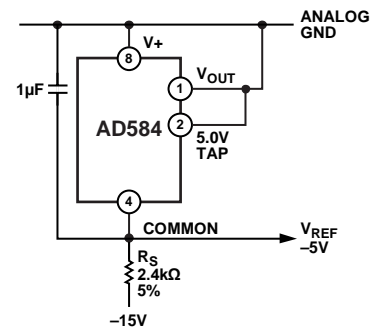 ANALOG
GND
V+
8
1µF
VOUT
1
AD584
2
5.0V
TAP
4
COMMON
VREF
–5V
RS
2.4kΩ
5%
–15V